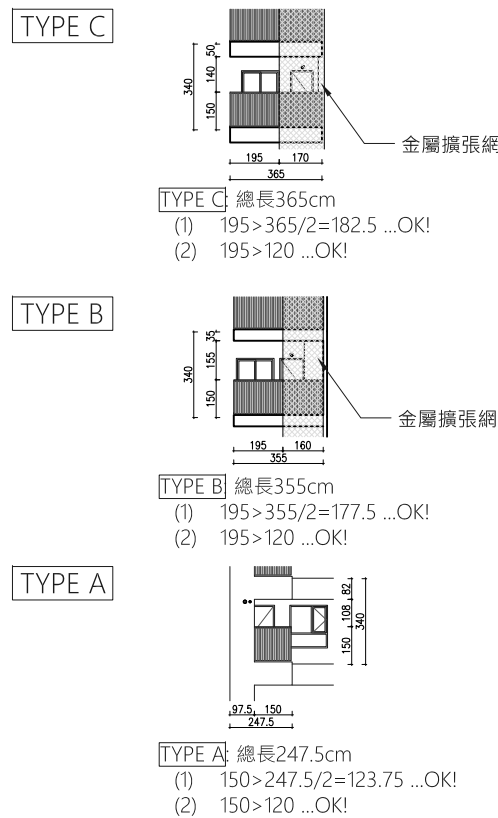 TYPE C
50
140
340
150
金屬擴張網
195 170
365
TYPE C: 總長365cm
(1) 195>365/2=182.5 ...OK!
(2) 195>120 ...OK!
TYPE B
35
155
340
150
金屬擴張網
195 160
355
TYPE B: 總長355cm
(1) 195>355/2=177.5 ...OK!
(2) 195>120 ...OK!
TYPE A
82
108
340
150
97.5 150
247.5
TYPE A: 總長247.5cm
(1) 150>247.5/2=123.75 ...OK!
(2) 150>120 ...OK!